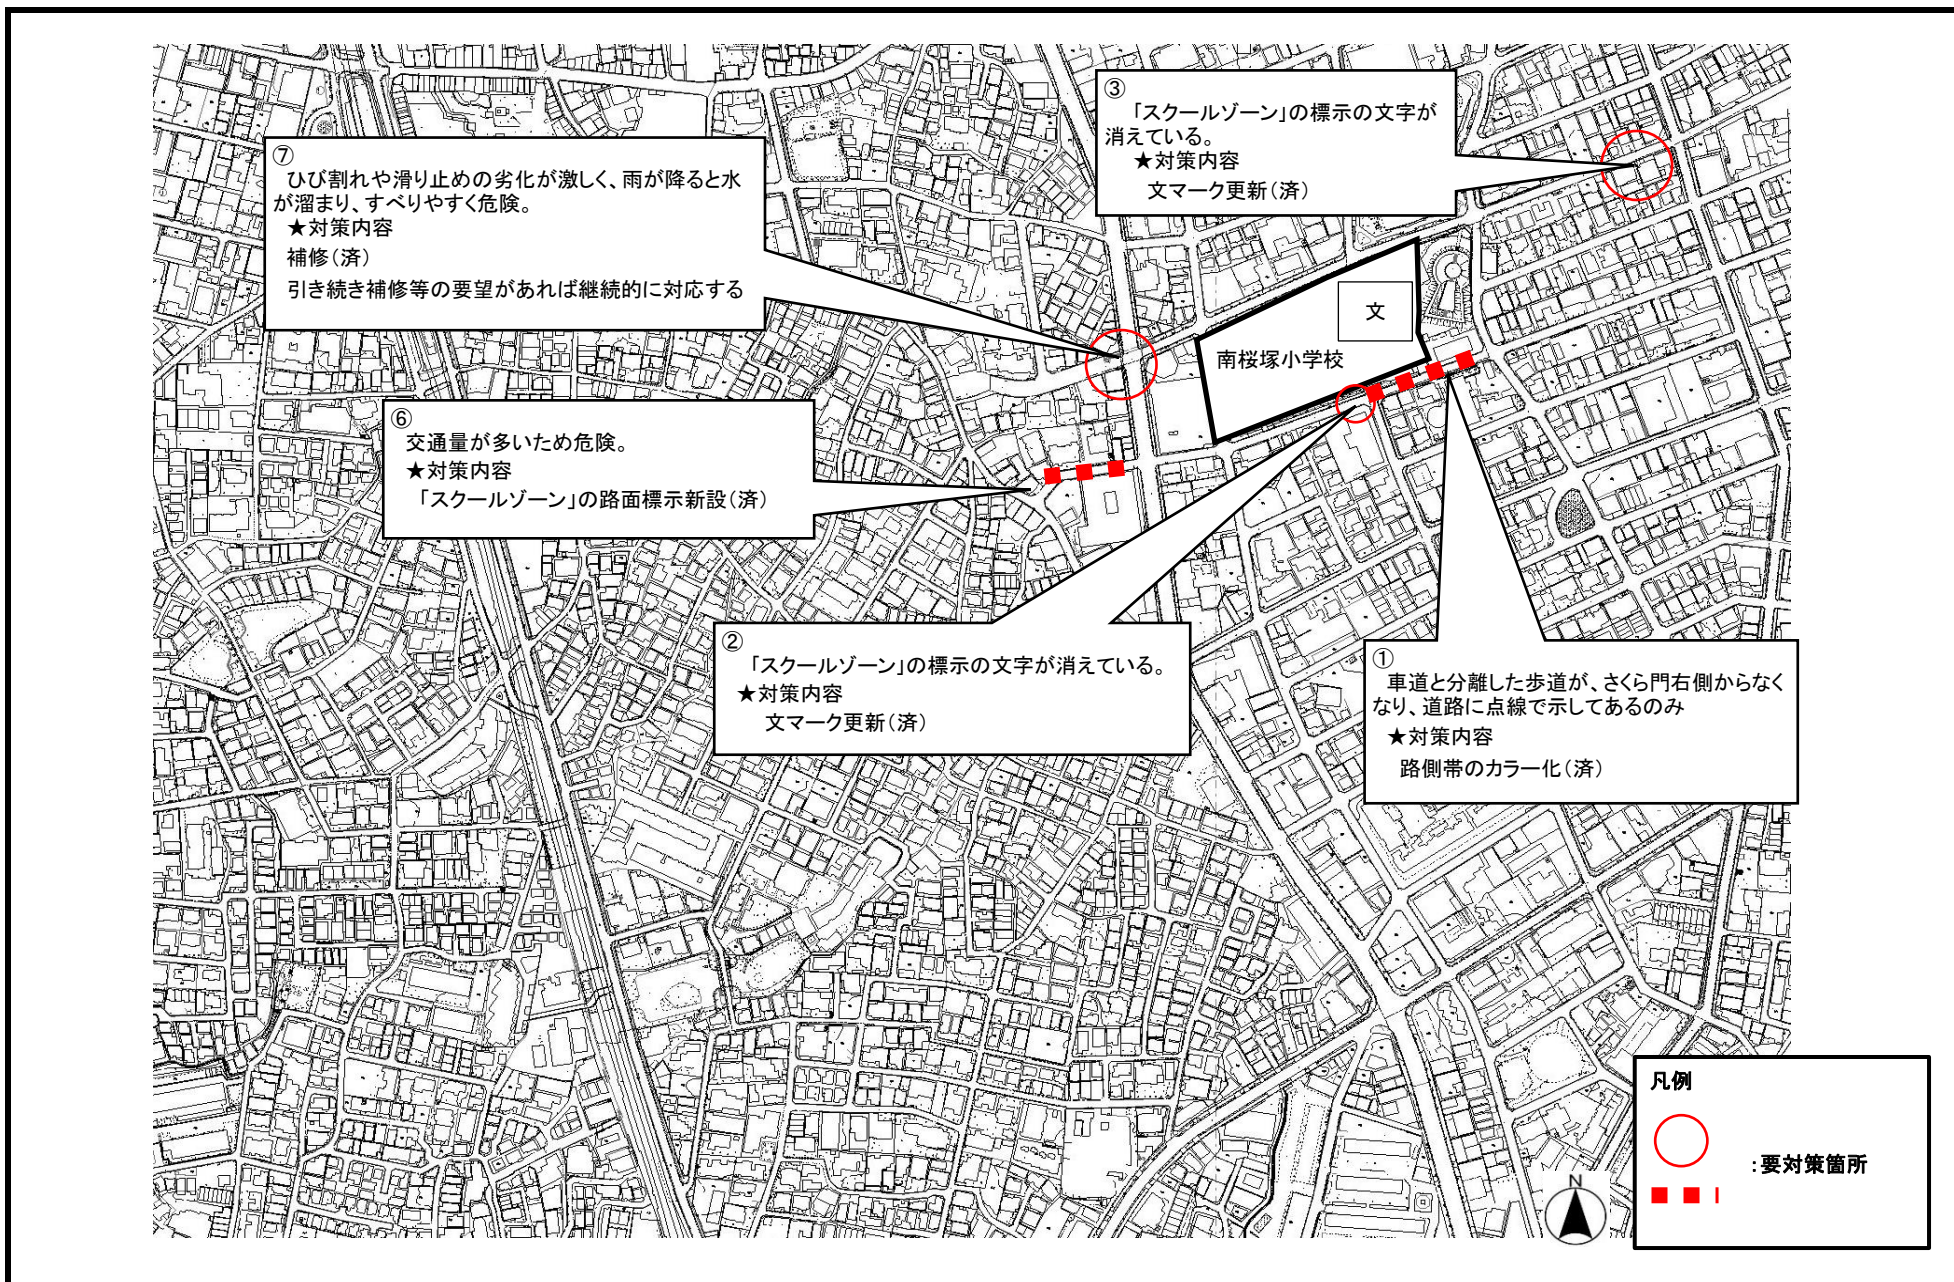 ③
「スクールゾーン」の標示の文字が
消えている。
★対策内容
文マーク更新（済）
⑦
ひび割れや滑り止めの劣化が激しく、雨が降ると水
が溜まり、すべりやすく危険。
★対策内容
補修（済）
引き続き補修等の要望があれば継続的に対応する
文
南桜塚小学校
⑥
交通量が多いため危険。
★対策内容
「スクールゾーン」の路面標示新設（済）
②
「スクールゾーン」の標示の文字が消えている。
★対策内容
文マーク更新（済）
①
車道と分離した歩道が、さくら門右側からなく
なり、道路に点線で示してあるのみ
★対策内容
路側帯のカラー化（済）
凡例
：要対策箇所
N